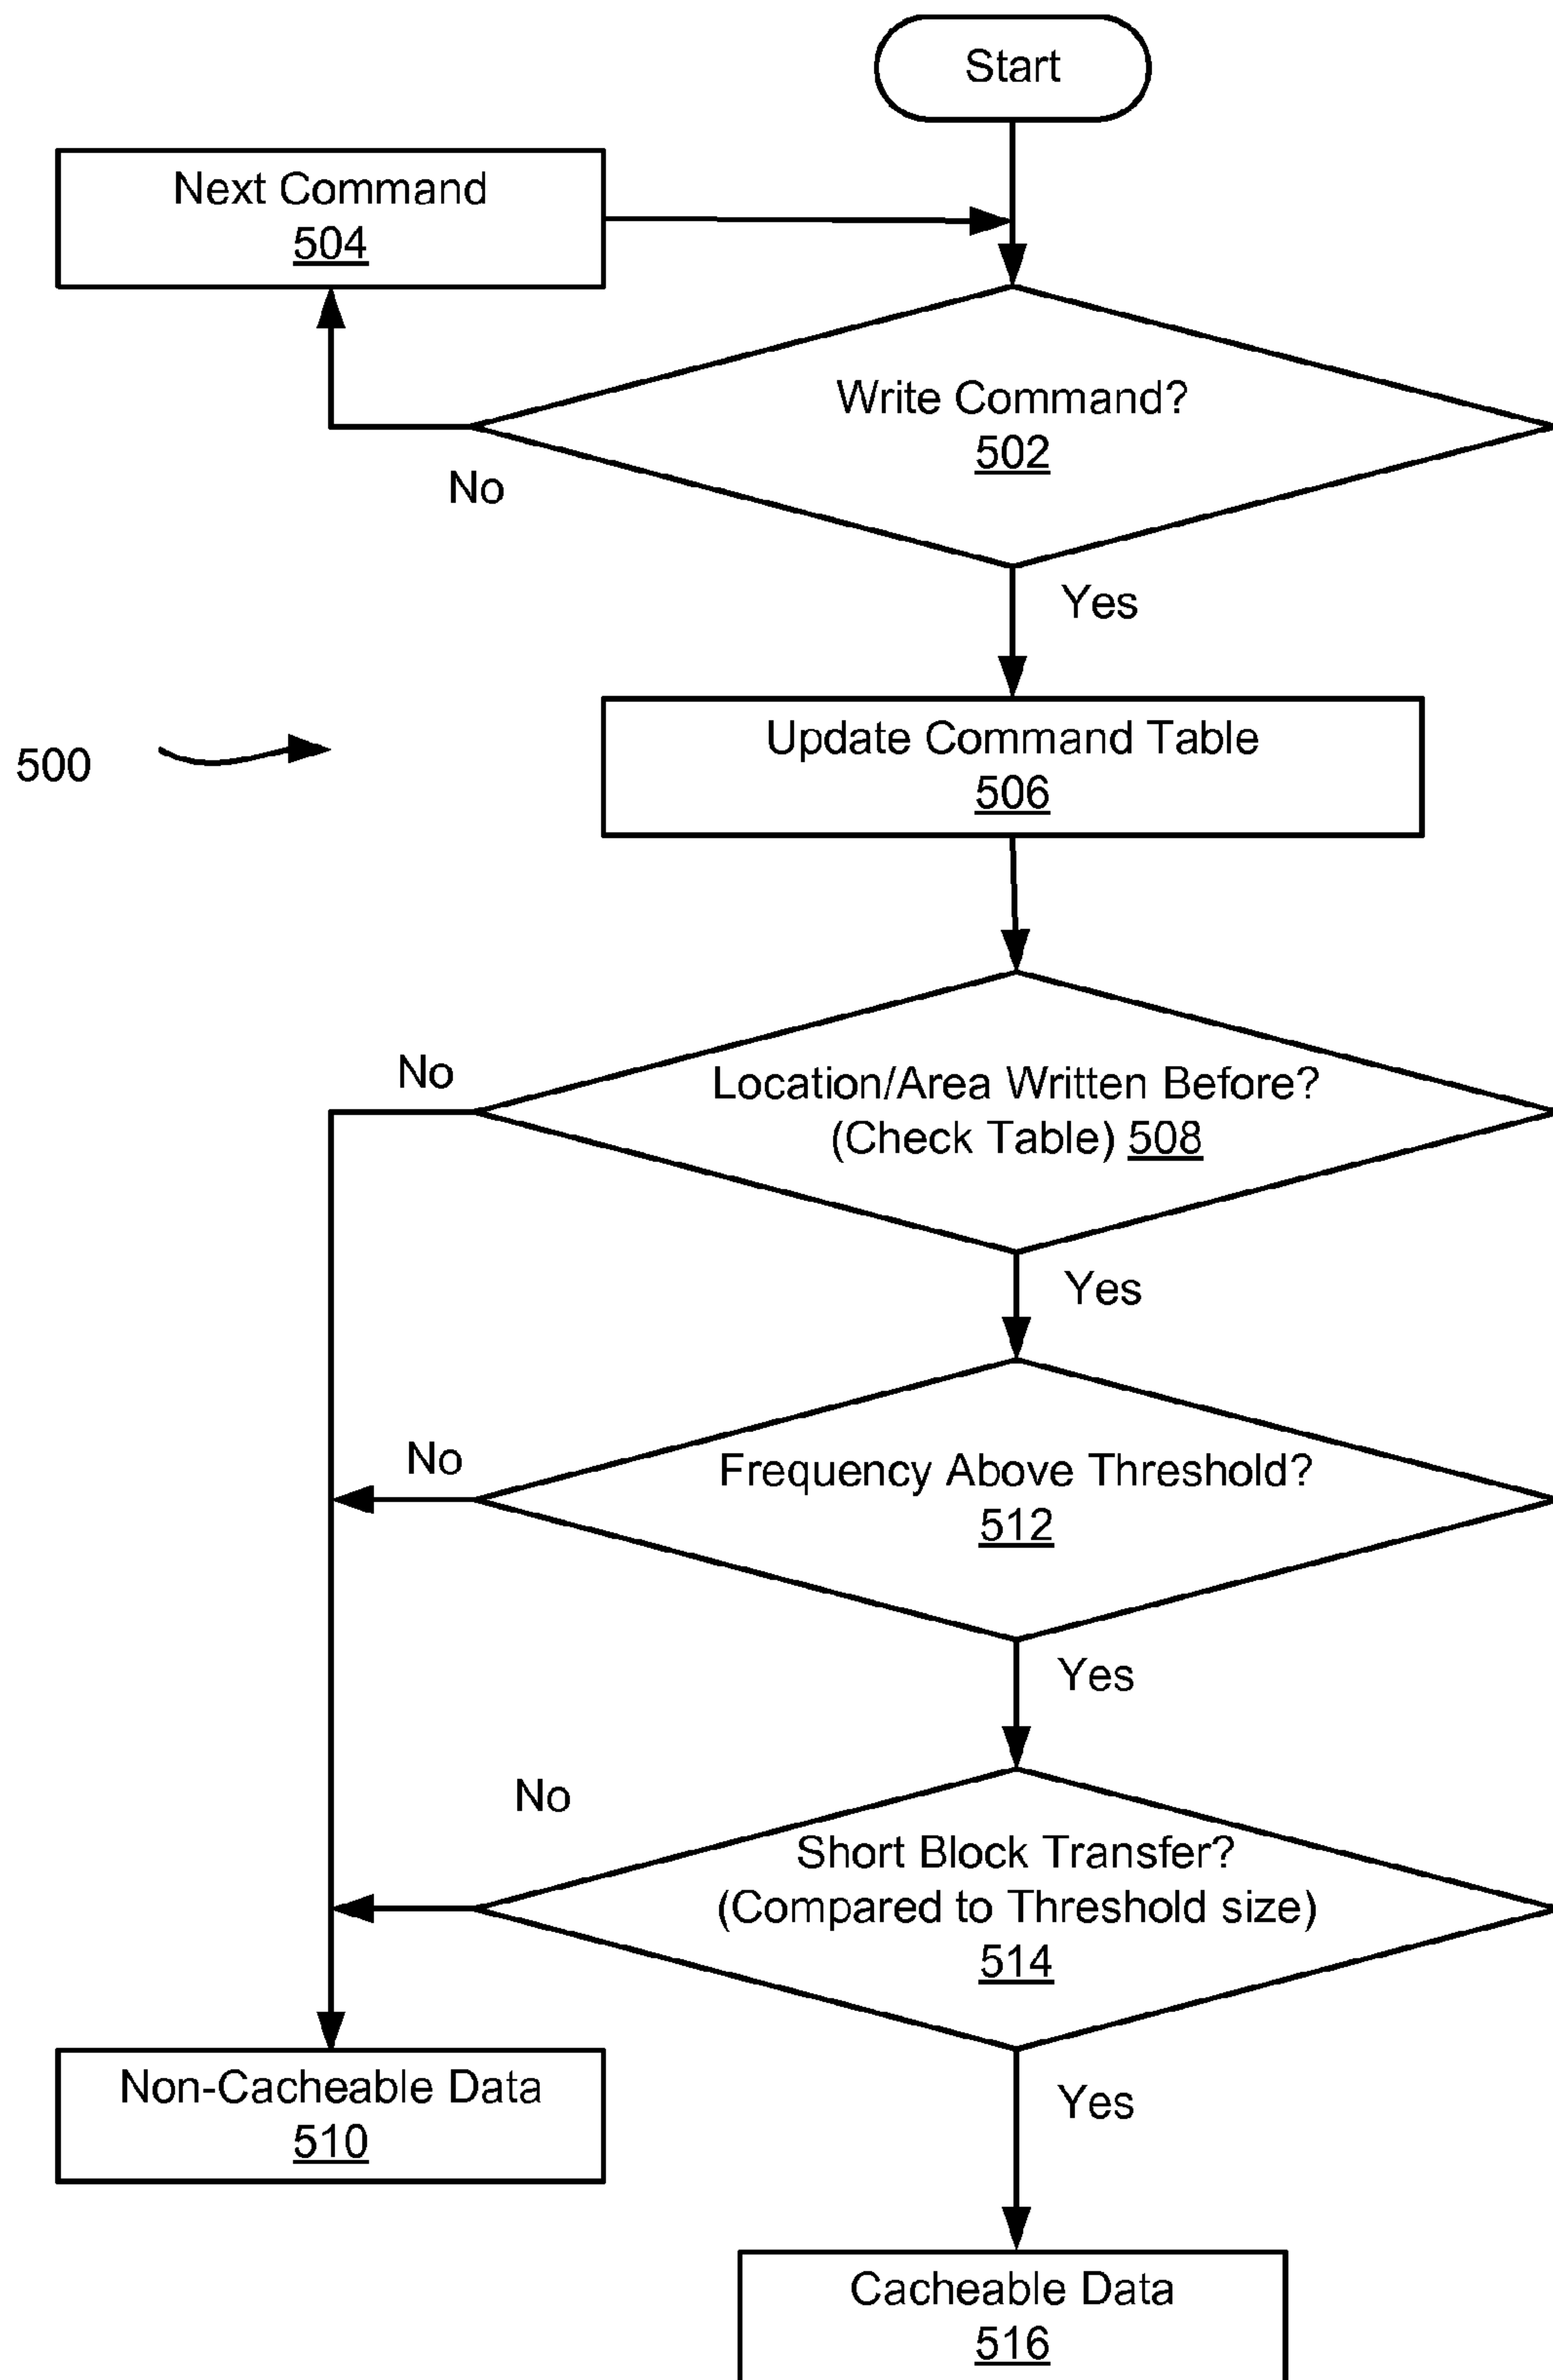 Start
Next Command
504
Write Command?
502
No
Yes
Update Command Table
506
500
No
Location/Area Written Before?
(Check Table) 508
Yes
No
Frequency Above Threshold?
512
Yes
No
Short Block Transfer?
(Compared to Threshold size)
514
Non-Cacheable Data
510
Yes
Cacheable Data
516